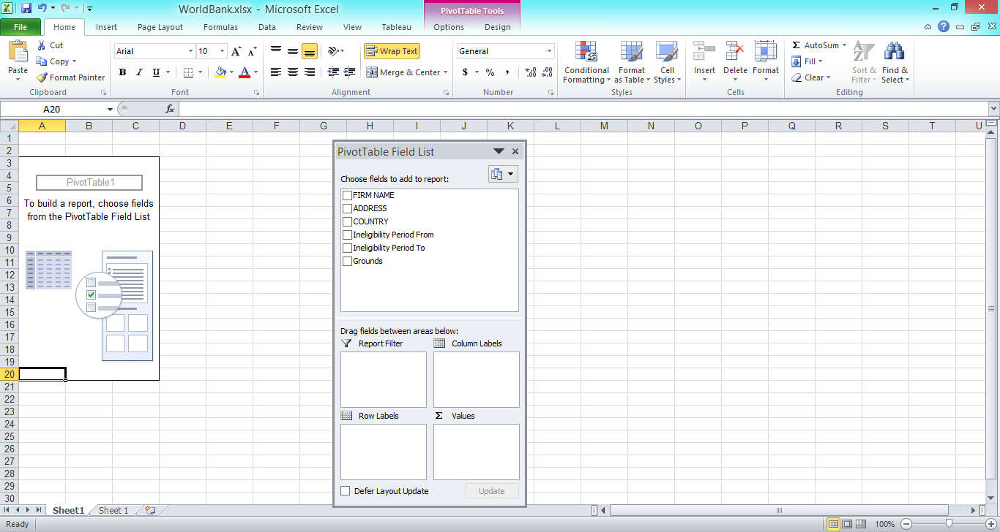 WorldBank.xlsx - Microsoft Excel
PivotTable Tools
File Home Insert Page Layout Formulas Data Review View Tableau Options Design
Paste
Cut
Copy
Format Painter
Clipboard
Arial 10
B I U
A A
A
Font
Wrap Text
Merge & Center
Alignment
General
$ % , .0 .00 .00 .0
Number
Conditional Formatting
Format as Table
Cell Styles
Styles
Insert Delete Format
Cells
Σ AutoSum
Fill
Clear
Sort & Filter
Find & Select
Editing
A20 fx
A B C D E F G H I J K L M N O P Q R S T U
1
2
3
4
5
6
7
8
9
10
11
12
13
14
15
16
17
18
19
20
21
22
23
24
25
26
27
28
29
30
PivotTable1
To build a report, choose fields
from the PivotTable Field List
PivotTable Field List
Choose fields to add to report:
FIRM NAME
ADDRESS
COUNTRY
Ineligibility Period From
Ineligibility Period To
Grounds
Drag fields between areas below:
Report Filter Column Labels
Row Labels Σ Values
Defer Layout Update Update
Sheet1 Sheet 1
Ready 100%